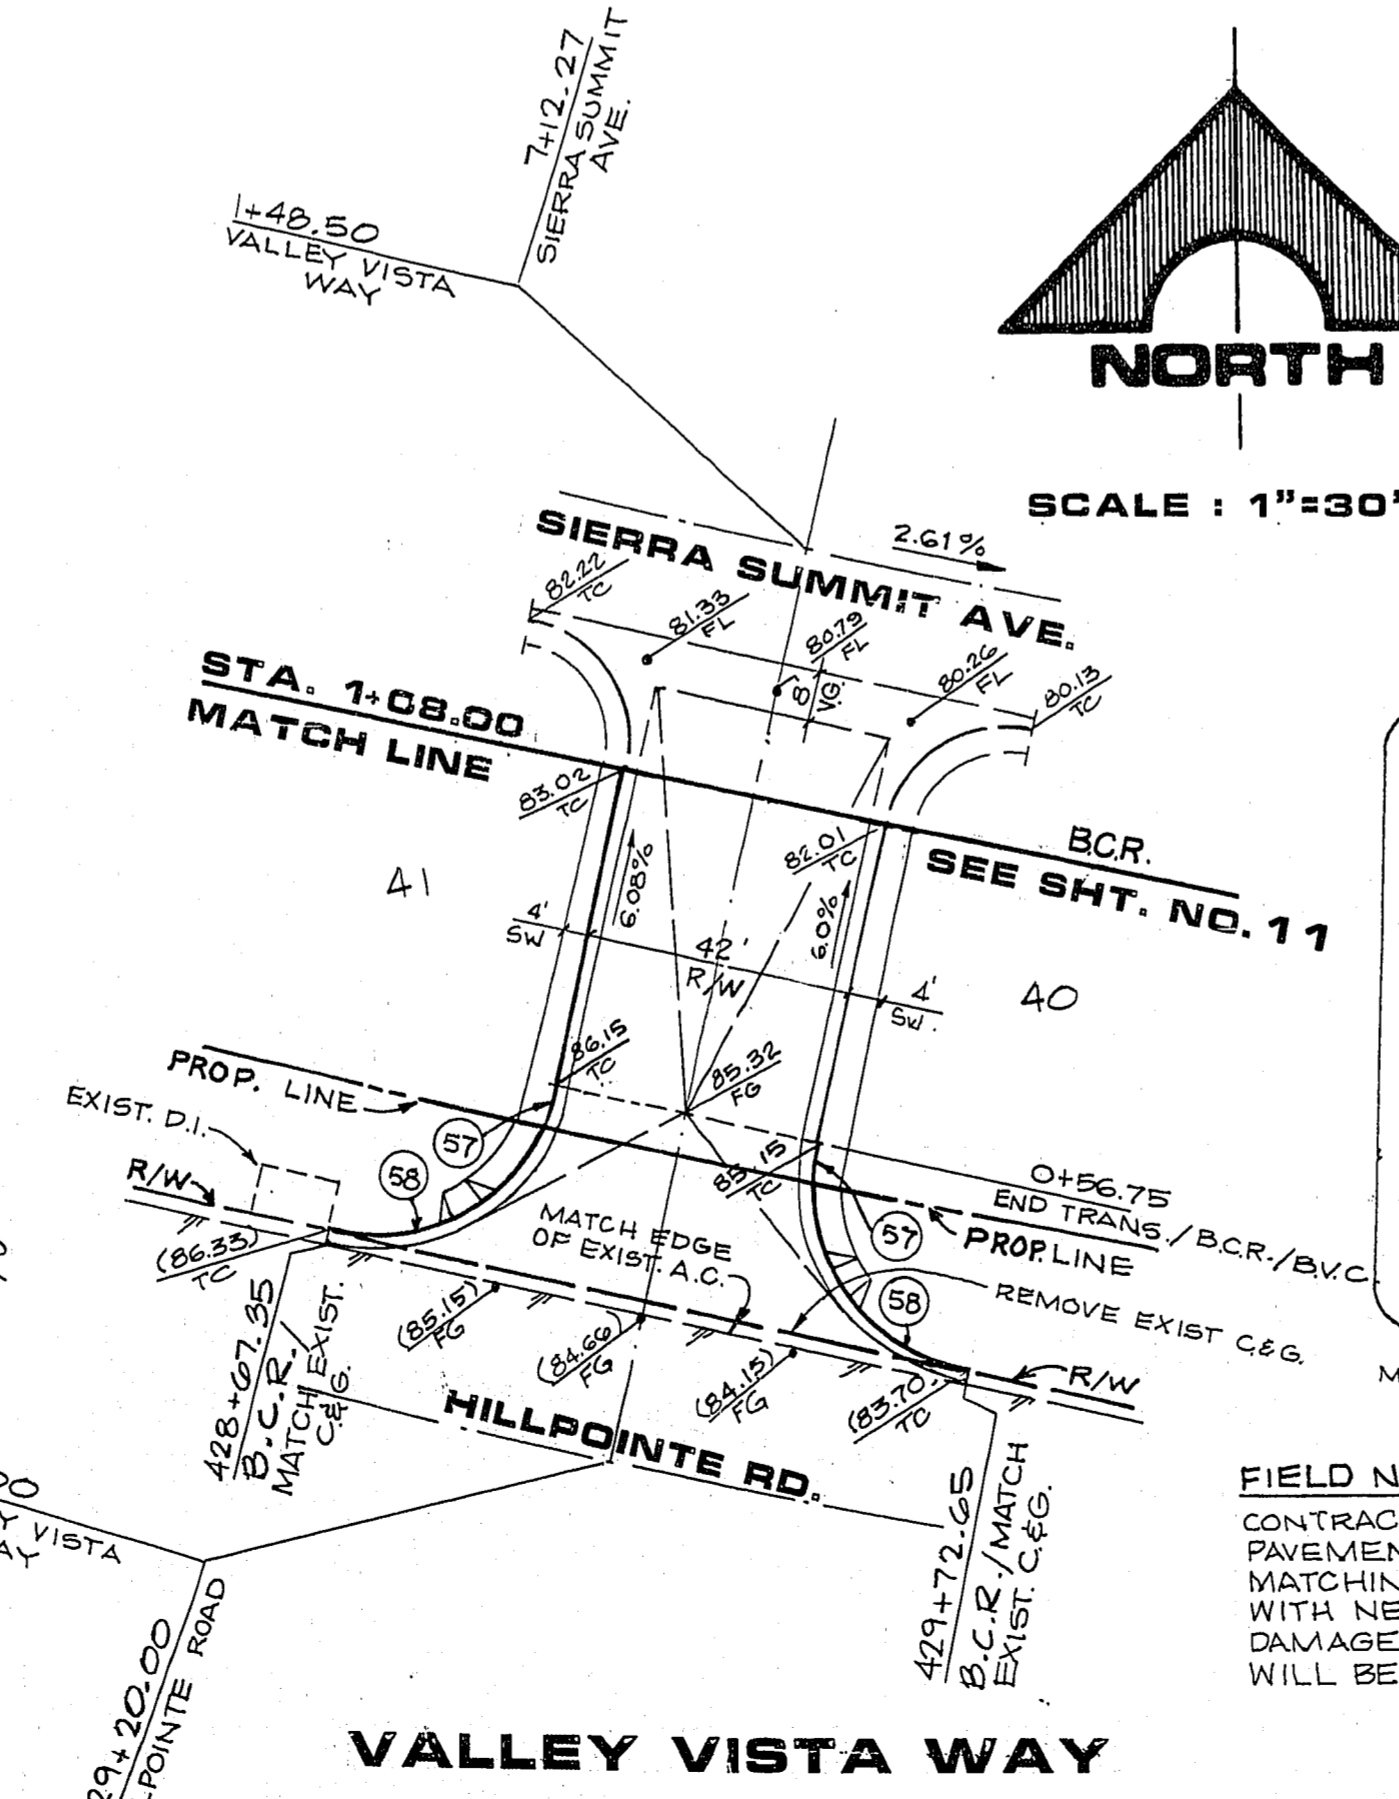 7+12.27
SIERRA SUMMIT
AVE.
1+48.50
VALLEY VISTA
WAY
NORTH
SCALE : 1"=30'
SIERRA SUMMIT AVE.
2.61%
82.22
TC
81.33
FL
80.79
FL
8'
V.G.
80.26
FL
80.13
TC
STA. 1+08.00
MATCH LINE
83.02
TC
82.01
TC
B.C.R.
SEE SHT. NO. 11
41
6.08%
6.0%
4'
SW
42'
R/W
4'
SW.
40
PROP. LINE
86.15
TC
85.32
FG
EXIST. D.I.
57
58
R/W
85.15
TC
0+56.75
END TRANS./B.C.R./B.V.C.
PROP. LINE
57
58
(86.33)
TC
MATCH EDGE
OF EXIST. A.C.
REMOVE EXIST C.&G.
(85.15)
FG
(84.66)
FG
(84.15)
FG
(83.70
TC
R/W
428+67.35
B.C.R./
MATCH EXIST.
C.&G.
HILLPOINTE RD.
429+72.65
B.C.R./MATCH
EXIST. C.&G.
VISTA
29+20.00
LPOINTE ROAD
M
FIELD N
CONTRAC
PAVEMEN
MATCHIN
WITH NE
DAMAGE
WILL BE
VALLEY VISTA WAY